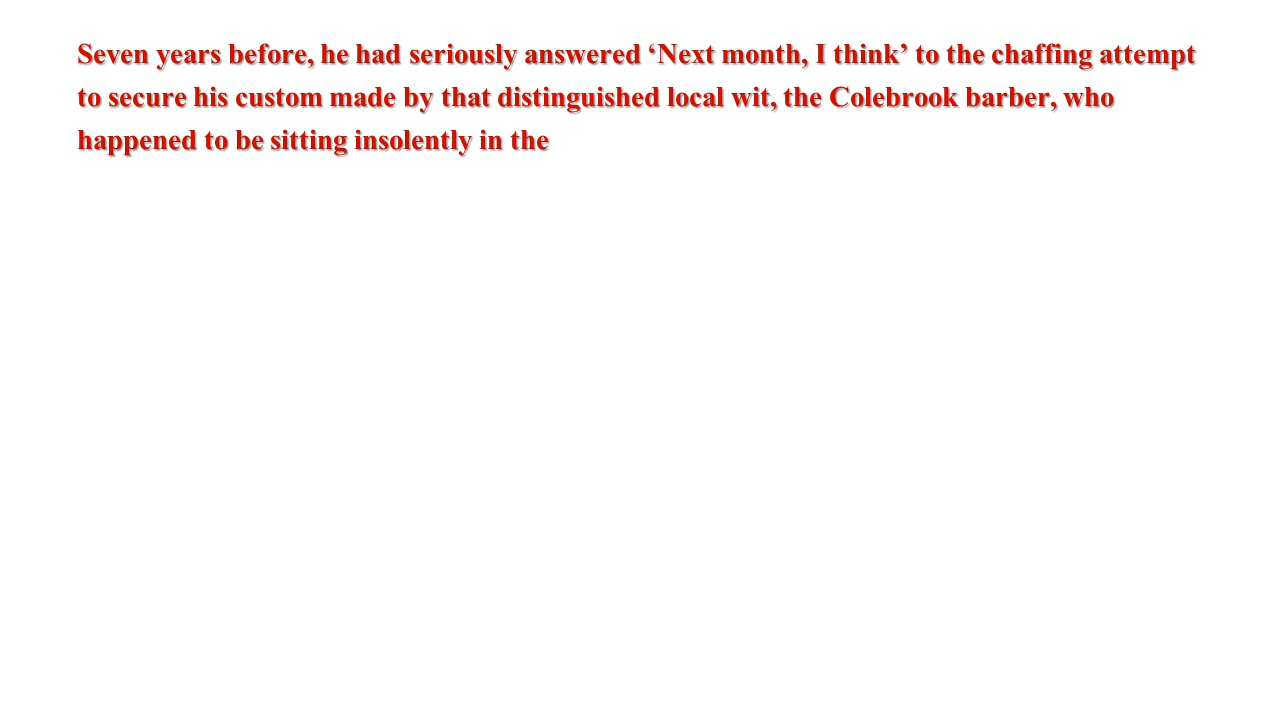 Seven years before, he had seriously answered ‘Next month, I think’ to the chaffing attempt
to secure his custom made by that distinguished local wit, the Colebrook barber, who
happened to be sitting insolently in the